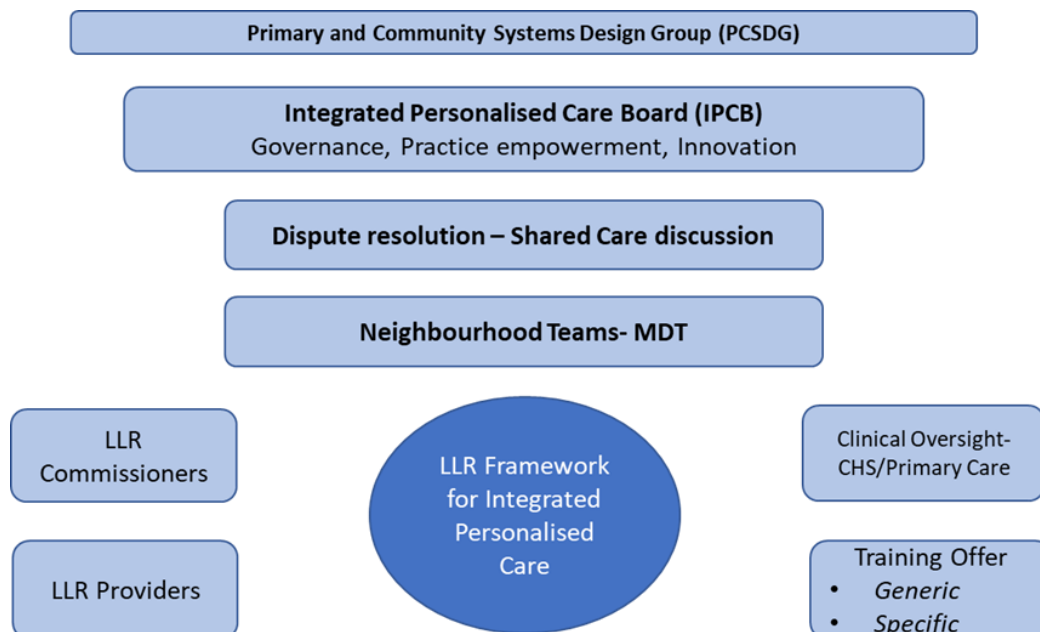 Primary and Community Systems Design Group (PCSDG)
Integrated Personalised Care Board (IPCB)
Governance, Practice empowerment, Innovation
Dispute resolution – Shared Care discussion
Neighbourhood Teams- MDT
LLR
Commissioners
LLR Framework
for Integrated
Personalised
Care
Clinical Oversight-
CHS/Primary Care
LLR Providers
Training Offer
• Generic
• Specific